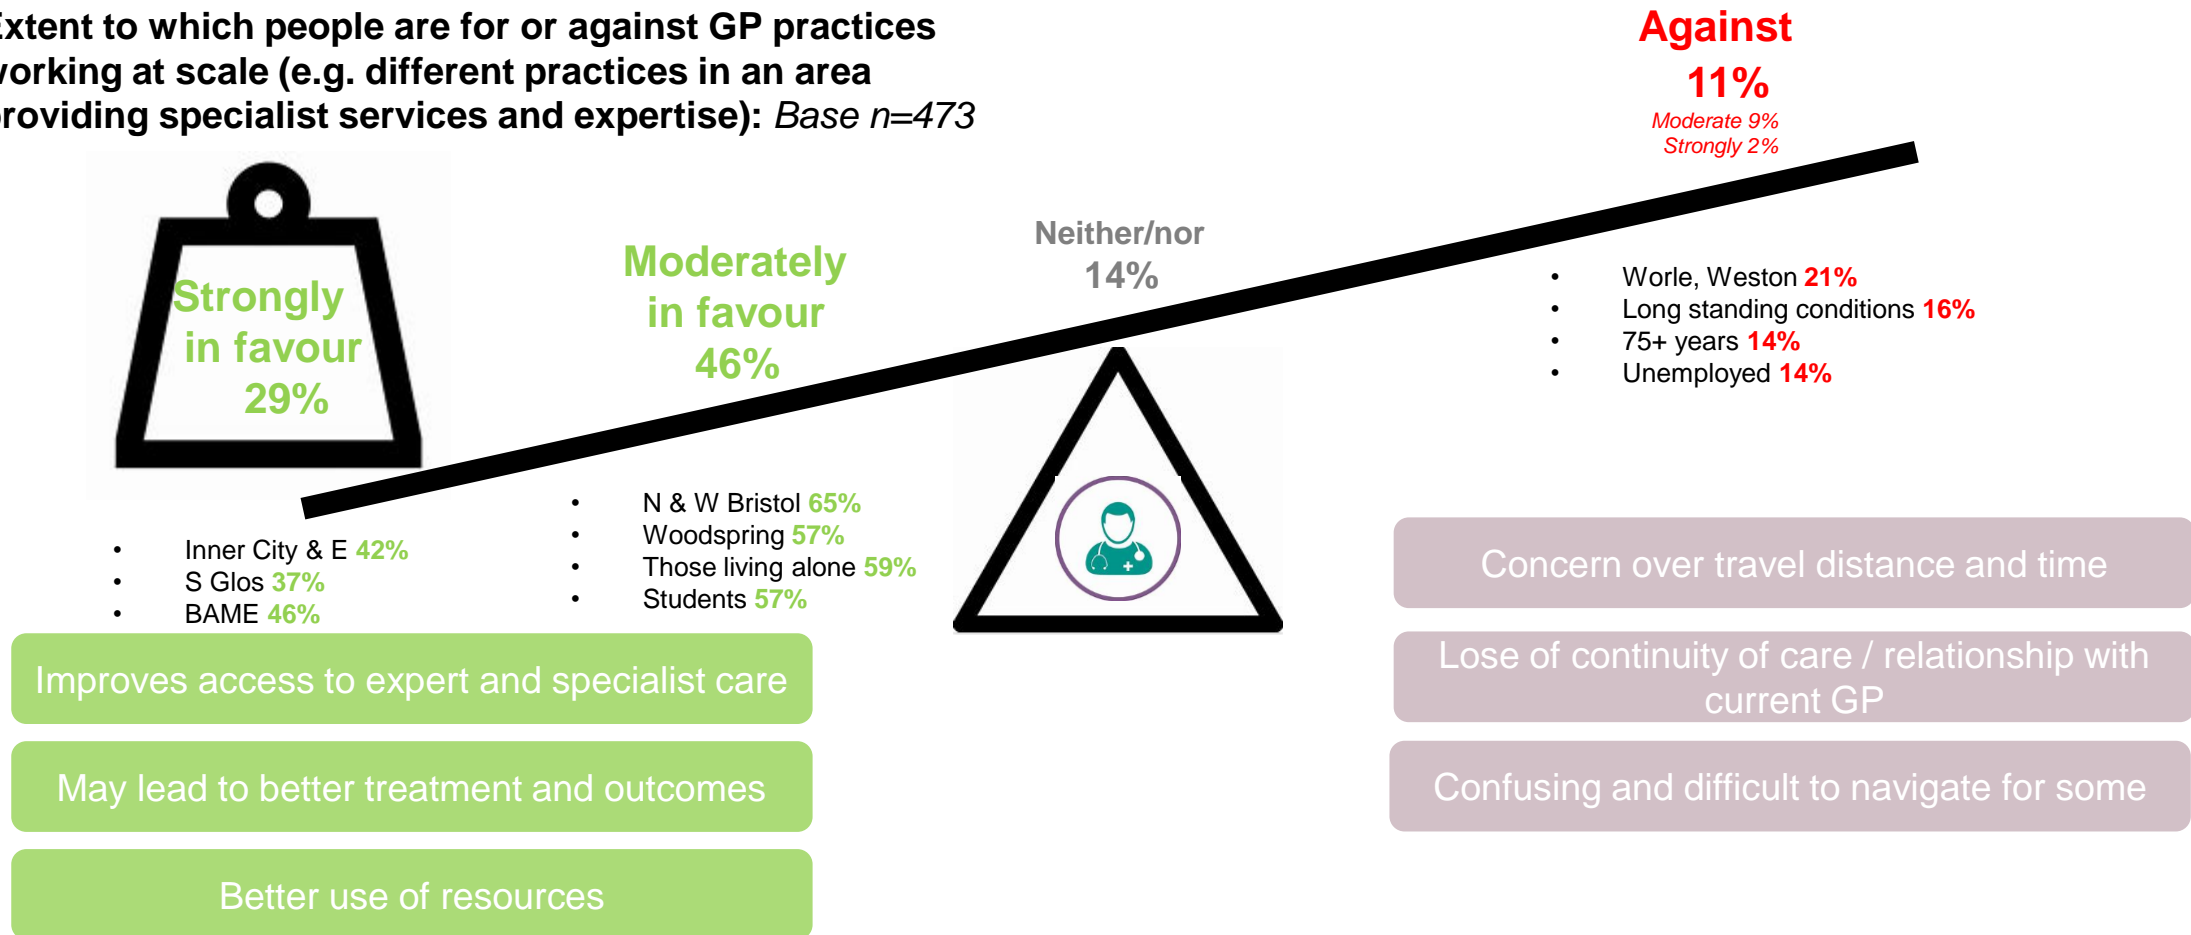 Extent to which people are for or against GP practices
working at scale (e.g. different practices in an area
providing specialist services and expertise): Base n=473
Against
11%
Moderate 9%
Strongly 2%
Strongly
in favour
29%
Moderately
in favour
46%
Neither/nor
14%
• Worle, Weston 21%
• Long standing conditions 16%
• 75+ years 14%
• Unemployed 14%
• Inner City & E 42%
• S Glos 37%
• BAME 46%
• N & W Bristol 65%
• Woodspring 57%
• Those living alone 59%
• Students 57%
Improves access to expert and specialist care
May lead to better treatment and outcomes
Better use of resources
Concern over travel distance and time
Lose of continuity of care / relationship with
current GP
Confusing and difficult to navigate for some